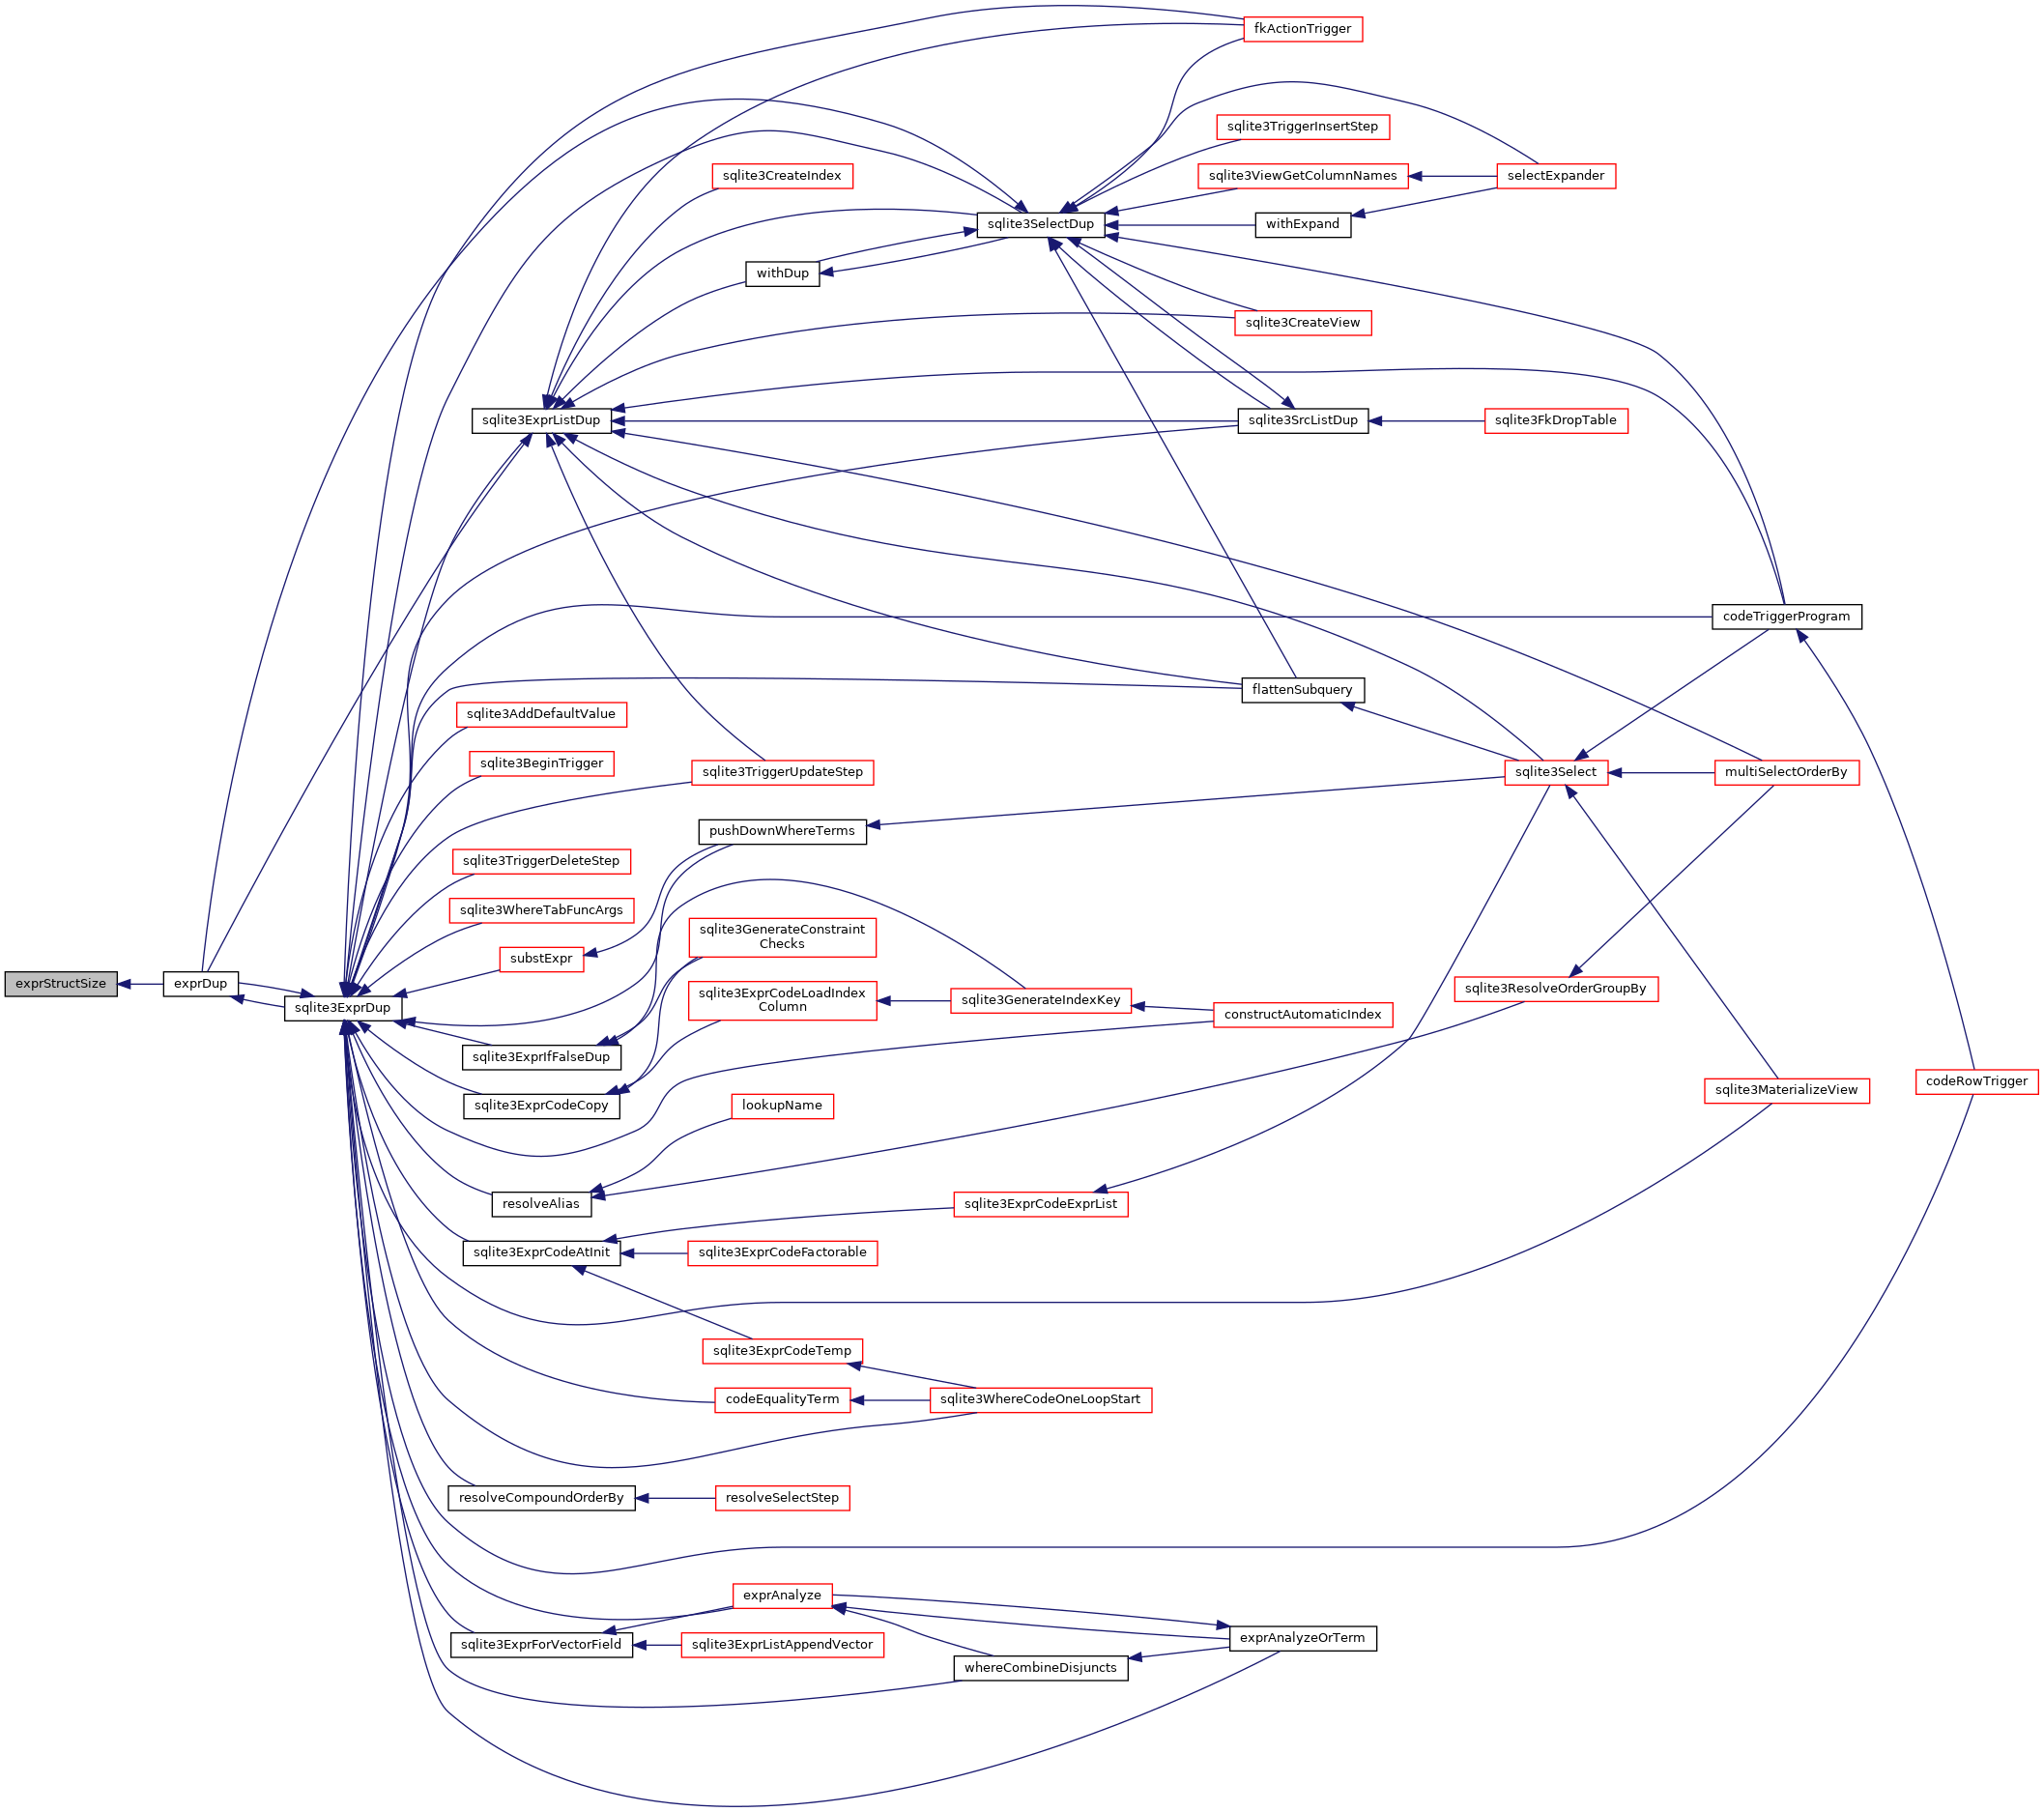 fkActionTrigger
sqlite3TriggerInsertStep
sqlite3CreateIndex
sqlite3ViewGetColumnNames
selectExpander
sqlite3SelectDup
withExpand
withDup
sqlite3CreateView
sqlite3ExprListDup
sqlite3SrcListDup
sqlite3FkDropTable
codeTriggerProgram
flattenSubquery
sqlite3AddDefaultValue
sqlite3BeginTrigger
sqlite3TriggerUpdateStep
sqlite3Select
multiSelectOrderBy
pushDownWhereTerms
sqlite3TriggerDeleteStep
sqlite3WhereTabFuncArgs
sqlite3GenerateConstraint
Checks
substExpr
exprStructSize
exprDup
sqlite3ExprDup
sqlite3ExprCodeLoadIndex
Column
sqlite3GenerateIndexKey
constructAutomaticIndex
sqlite3ResolveOrderGroupBy
sqlite3ExprIfFalseDup
sqlite3ExprCodeCopy
lookupName
sqlite3MaterializeView
codeRowTrigger
resolveAlias
sqlite3ExprCodeExprList
sqlite3ExprCodeAtInit
sqlite3ExprCodeFactorable
sqlite3ExprCodeTemp
codeEqualityTerm
sqlite3WhereCodeOneLoopStart
resolveCompoundOrderBy
resolveSelectStep
exprAnalyze
sqlite3ExprForVectorField
sqlite3ExprListAppendVector
exprAnalyzeOrTerm
whereCombineDisjuncts